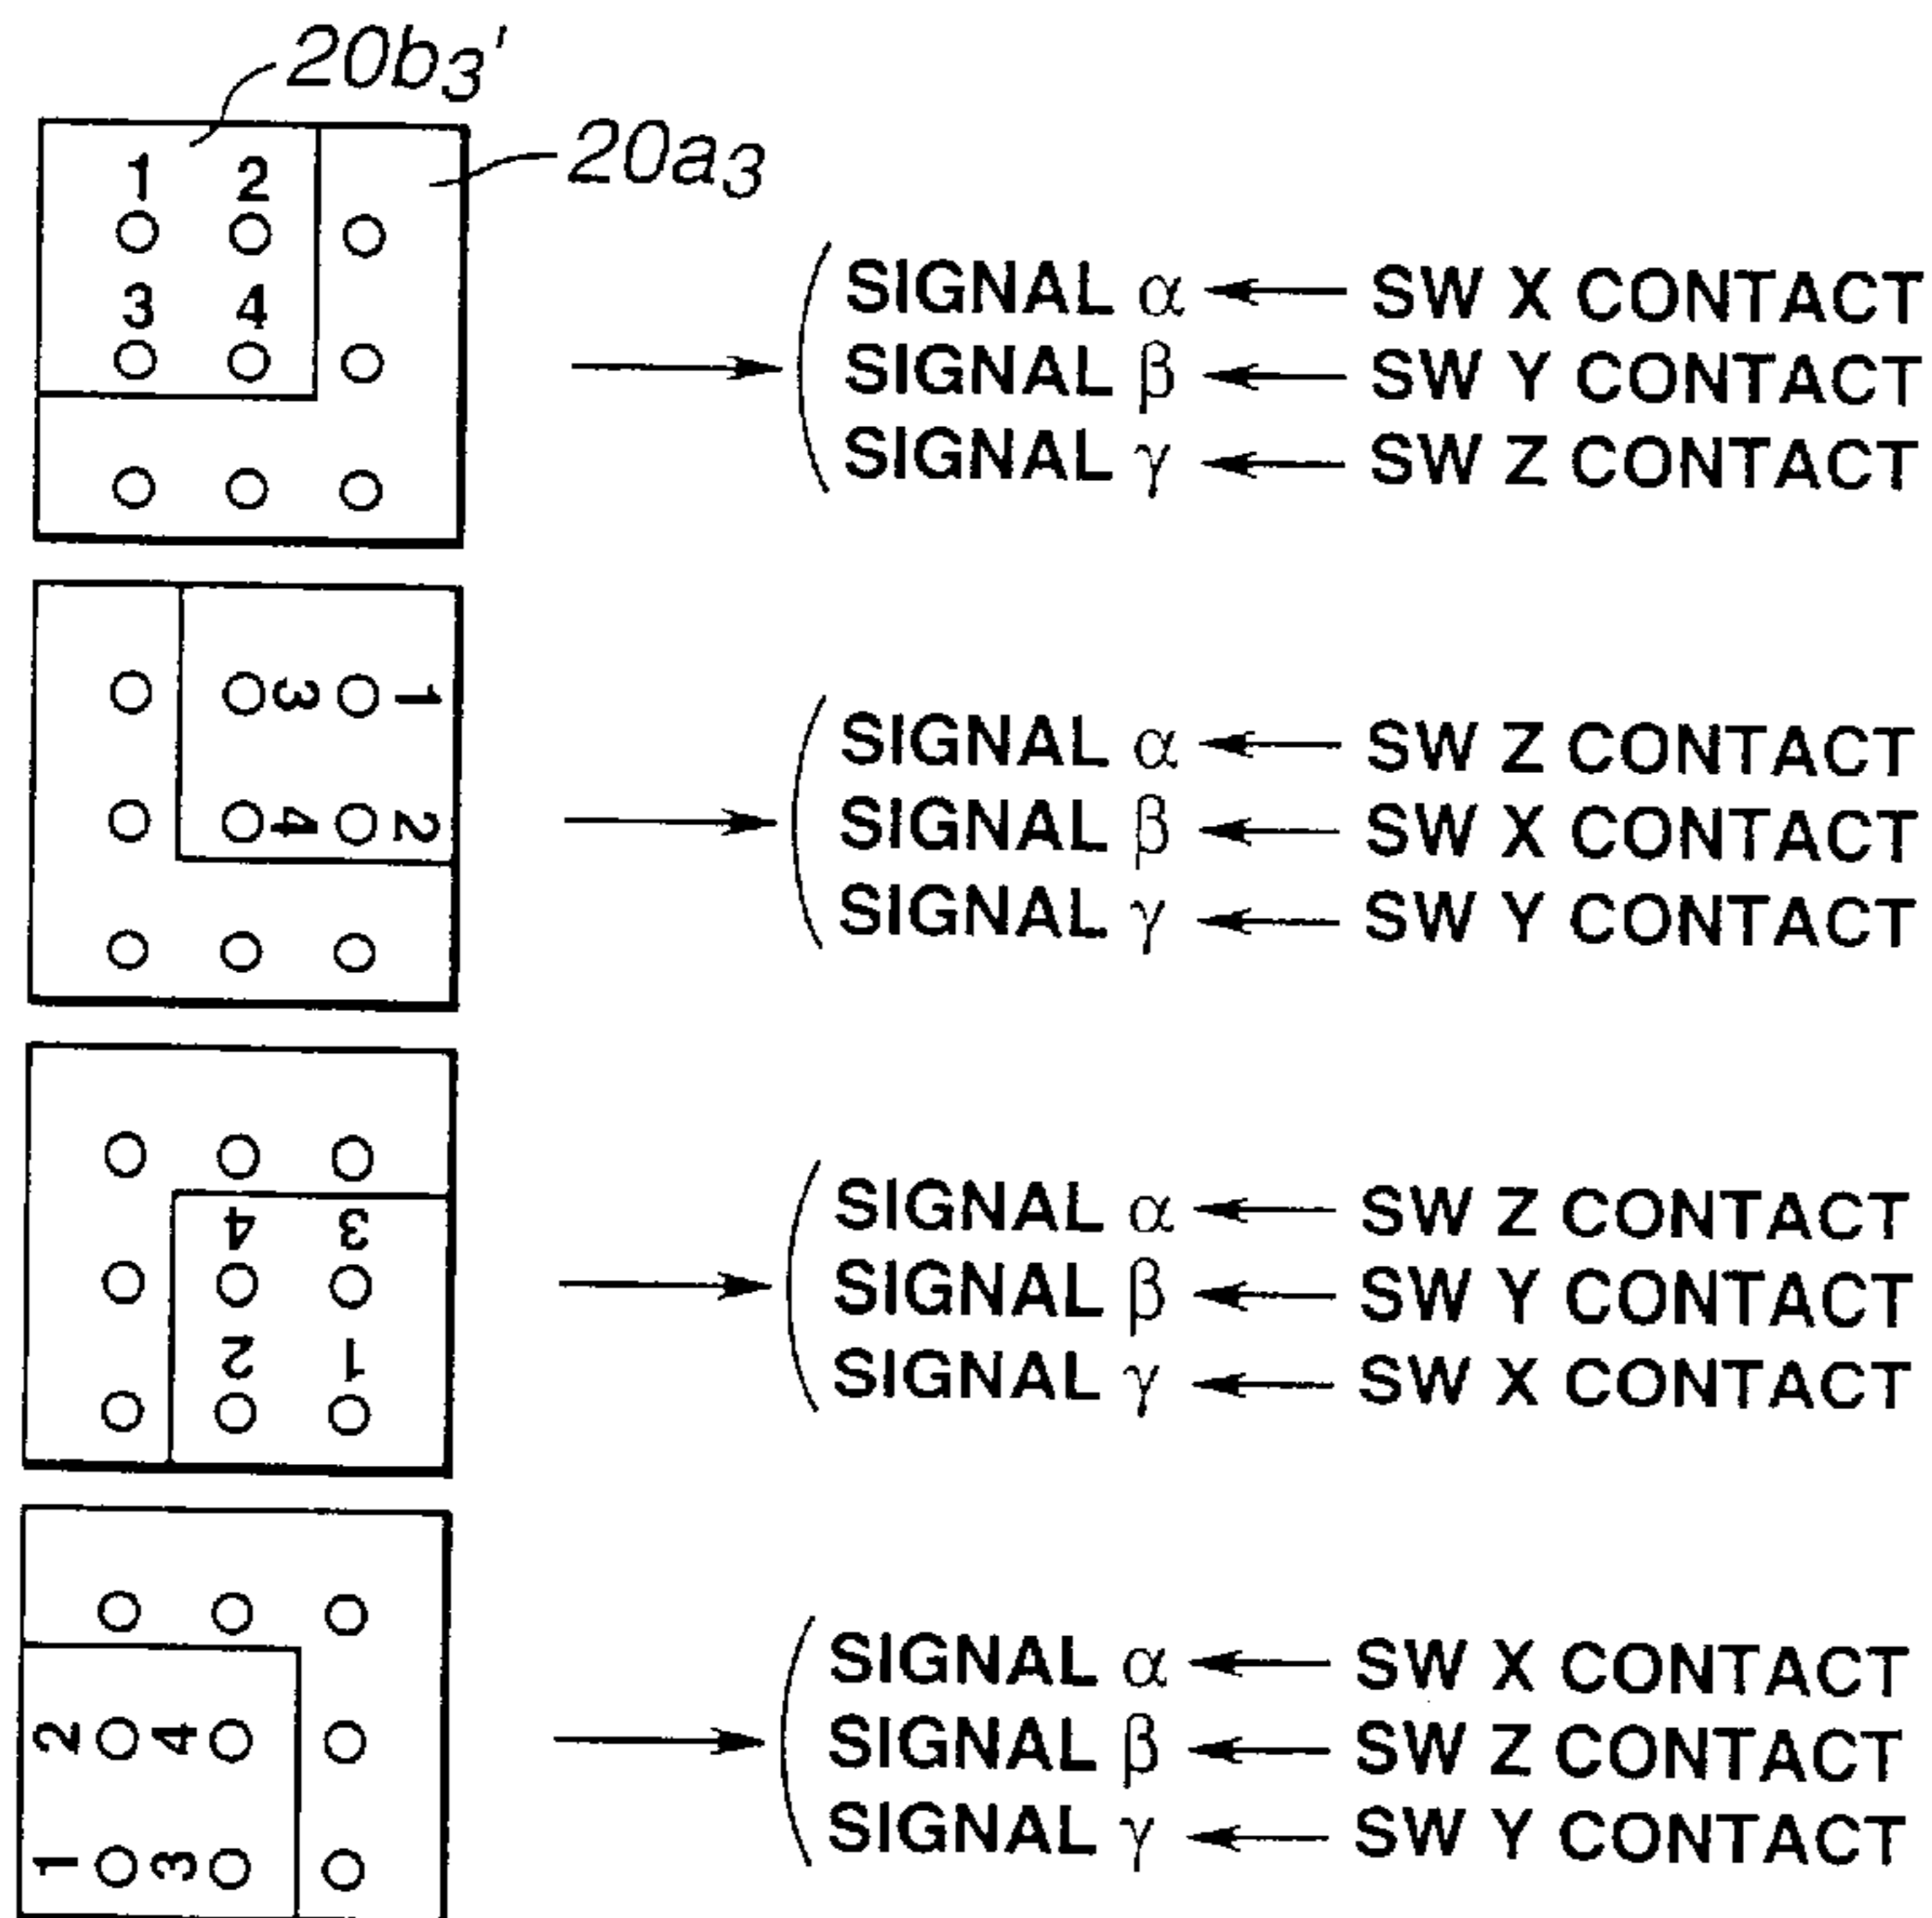 20b3'
20a3
1 2
3 4
SIGNAL α ← SW X CONTACT
SIGNAL β ← SW Y CONTACT
SIGNAL γ ← SW Z CONTACT
3 1
4 2
SIGNAL α ← SW Z CONTACT
SIGNAL β ← SW X CONTACT
SIGNAL γ ← SW Y CONTACT
4 3
2 1
SIGNAL α ← SW Z CONTACT
SIGNAL β ← SW Y CONTACT
SIGNAL γ ← SW X CONTACT
2 4
1 3
SIGNAL α ← SW X CONTACT
SIGNAL β ← SW Z CONTACT
SIGNAL γ ← SW Y CONTACT